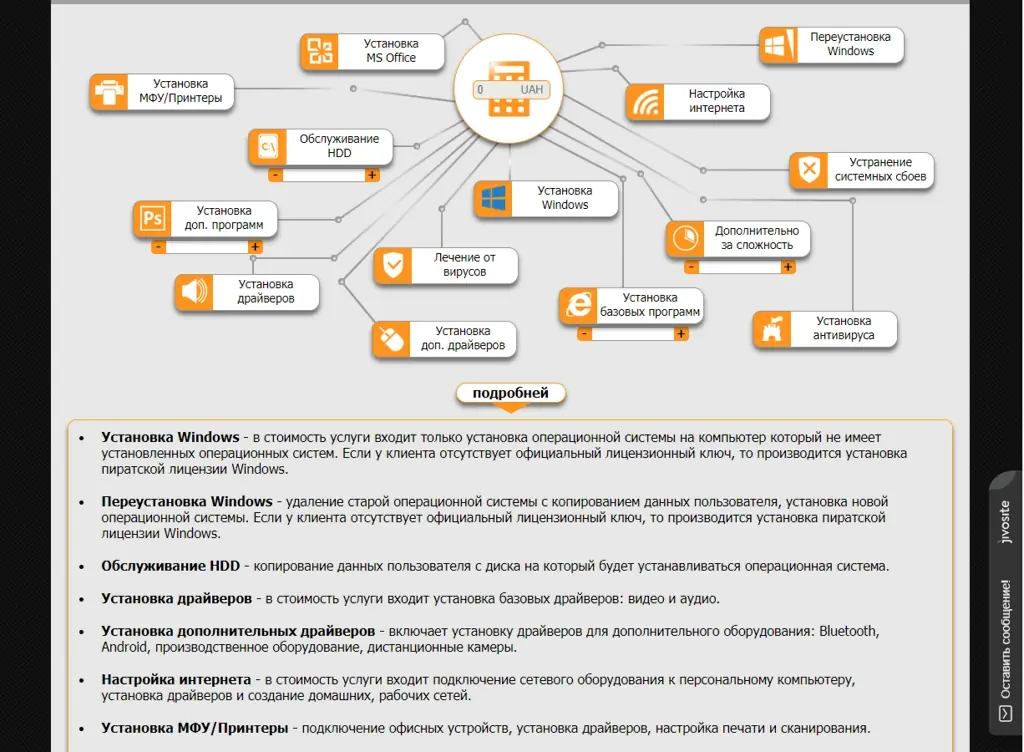 Установка
MS Office
Переустановка
Windows
Установка
МФУ/Принтеры
0 UAH
Настройка
интернета
C:\
Обслуживание
HDD
- +
Устранение
системных сбоев
Установка
Windows
Ps
Установка
доп. программ
- +
Дополнительно
за сложность
- +
Лечение от
вирусов
Установка
драйверов
Установка
базовых программ
- +
Установка
доп. драйверов
Установка
антивируса
подробней
• Установка Windows - в стоимость услуги входит только установка операционной системы на компьютер который не имеет
установленных операционных систем. Если у клиента отсутствует официальный лицензионный ключ, то производится установка
пиратской лицензии Windows.
• Переустановка Windows - удаление старой операционной системы с копированием данных пользователя, установка новой
операционной системы. Если у клиента отсутствует официальный лицензионный ключ, то производится установка пиратской
лицензии Windows.
• Обслуживание HDD - копирование данных пользователя с диска на который будет устанавливаться операционная система.
• Установка драйверов - в стоимость услуги входит установка базовых драйверов: видео и аудио.
• Установка дополнительных драйверов - включает установку драйверов для дополнительного оборудования: Bluetooth,
Android, производственное оборудование, дистанционные камеры.
• Настройка интернета - в стоимость услуги входит подключение сетевого оборудования к персональному компьютеру,
установка драйверов и создание домашних, рабочих сетей.
• Установка МФУ/Принтеры - подключение офисных устройств, установка драйверов, настройка печати и сканирования.
Оставить сообщение!
jivosite